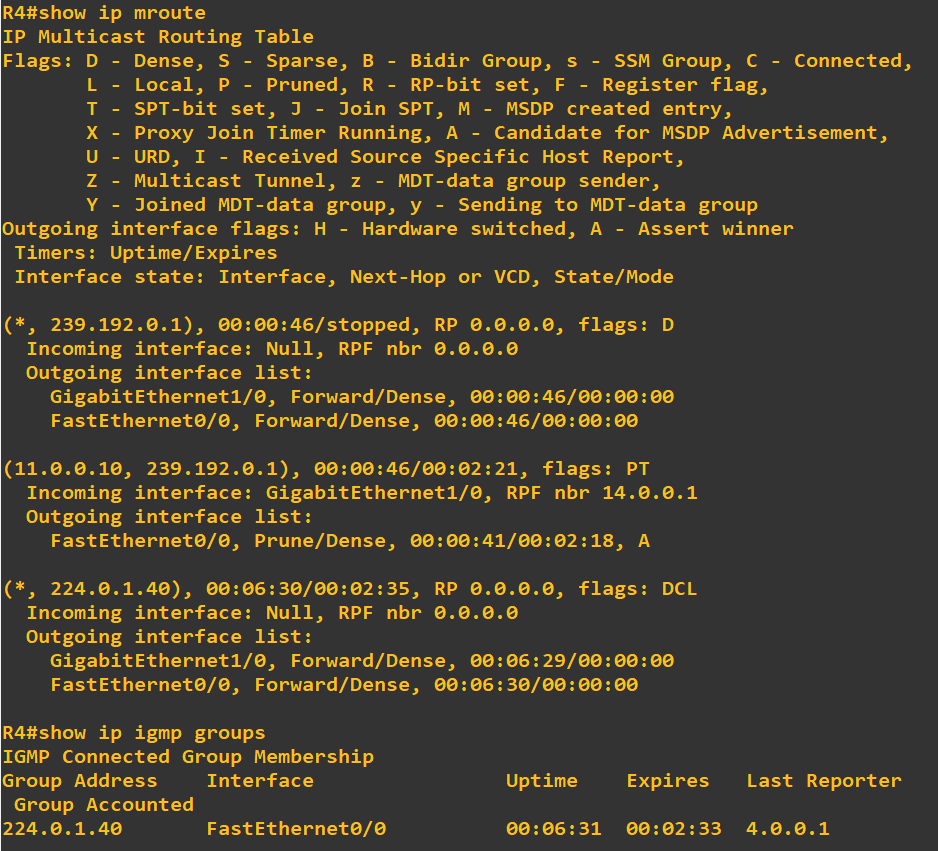 R4#show ip mroute
IP Multicast Routing Table
Flags: D - Dense, S - Sparse, B - Bidir Group, s - SSM Group, C - Connected,
       L - Local, P - Pruned, R - RP-bit set, F - Register flag,
       T - SPT-bit set, J - Join SPT, M - MSDP created entry,
       X - Proxy Join Timer Running, A - Candidate for MSDP Advertisement,
       U - URD, I - Received Source Specific Host Report,
       Z - Multicast Tunnel, z - MDT-data group sender,
       Y - Joined MDT-data group, y - Sending to MDT-data group
Outgoing interface flags: H - Hardware switched, A - Assert winner
 Timers: Uptime/Expires
 Interface state: Interface, Next-Hop or VCD, State/Mode

(*, 239.192.0.1), 00:00:46/stopped, RP 0.0.0.0, flags: D
  Incoming interface: Null, RPF nbr 0.0.0.0
  Outgoing interface list:
    GigabitEthernet1/0, Forward/Dense, 00:00:46/00:00:00
    FastEthernet0/0, Forward/Dense, 00:00:46/00:00:00

(11.0.0.10, 239.192.0.1), 00:00:46/00:02:21, flags: PT
  Incoming interface: GigabitEthernet1/0, RPF nbr 14.0.0.1
  Outgoing interface list:
    FastEthernet0/0, Prune/Dense, 00:00:41/00:02:18, A

(*, 224.0.1.40), 00:06:30/00:02:35, RP 0.0.0.0, flags: DCL
  Incoming interface: Null, RPF nbr 0.0.0.0
  Outgoing interface list:
    GigabitEthernet1/0, Forward/Dense, 00:06:29/00:00:00
    FastEthernet0/0, Forward/Dense, 00:06:30/00:00:00

R4#show ip igmp groups
IGMP Connected Group Membership
Group Address    Interface                Uptime    Expires   Last Reporter
 Group Accounted
224.0.1.40       FastEthernet0/0          00:06:31  00:02:33  4.0.0.1